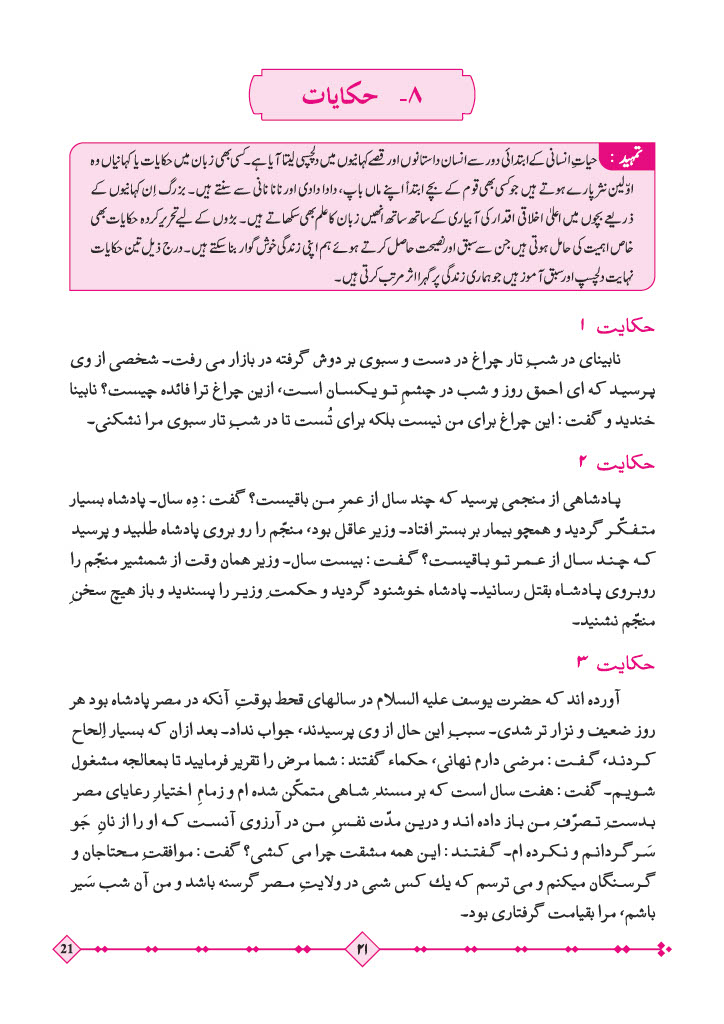 ۸۔ حکایات
تمہید : حیاتِ انسانی کے ابتدائی دور سے انسان داستانوں اور قصے کہانیوں میں دلچسپی لیتا آیا ہے۔ کسی بھی زبان میں حکایات یا کہانیاں وہ
اوّلین نثر پارے ہوتے ہیں جو کسی بھی قوم کے بچے ابتداً اپنے ماں باپ، دادا دادی اور نانا نانی سے سنتے ہیں۔ بزرگ اِن کہانیوں کے
ذریعے بچوں میں اعلیٰ اخلاقی اقدار کی آبیاری کے ساتھ ساتھ انھیں زبان کا علم بھی سکھاتے ہیں۔ بڑوں کے لیے تحریر کردہ حکایات بھی
خاص اہمیت کی حامل ہوتی ہیں جن سے سبق اور نصیحت حاصل کرتے ہوئے ہم اپنی زندگی خوش گوار بنا سکتے ہیں۔ درج ذیل تین حکایات
نہایت دلچسپ اور سبق آموز ہیں جو ہماری زندگی پر گہرا اثر مرتب کرتی ہیں۔
حکایت ۱
نابینای در شبِ تار چراغ در دست و سبوی بر دوش گرفته در بازار می رفت۔ شخصی از وی
پرسید که ای احمق روز و شب در چشمِ تو یکسان است، ازین چراغ ترا فائده چیست؟ نابینا
خندید و گفت : این چراغ برای من نیست بلکه برای تُست تا در شبِ تار سبوی مرا نشکنی۔
حکایت ۲
پادشاهی از منجمی پرسید که چند سال از عمرِ من باقیست؟ گفت : دِه سال۔ پادشاه بسیار
متفکّر گردید و همچو بیمار بر بستر افتاد۔ وزیر عاقل بود، منجّم را رو بروی پادشاه طلبید و پرسید
که چند سال از عمر تو باقیست؟ گفت : بیست سال۔ وزیر همان وقت از شمشیر منجّم را
روبروی پادشاه بقتل رسانید۔ پادشاه خوشنود گردید و حکمتِ وزیر را پسندید و باز هیچ سخنِ
منجّم نشنید۔
حکایت ۳
آورده اند که حضرت یوسف علیه السلام در سالهای قحط بوقتِ آنکه در مصر پادشاه بود هر
روز ضعیف و نزار تر شدی۔ سببِ این حال از وی پرسیدند، جواب نداد۔ بعد ازان که بسیار اِلحاح
کردند، گفت : مرضی دارم نهانی، حکماء گفتند : شما مرض را تقریر فرمایید تا بمعالجه مشغول
شویم۔ گفت : هفت سال است که بر مسندِ شاهی متمکّن شده ام و زمامِ اختیارِ رعایای مصر
بدستِ تصرّفِ من باز داده اند و درین مدّت نفسِ من در آرزوی آنست که او را از نانِ جَو
سَر گردانم و نکرده ام۔ گفتند : این همه مشقت چرا می کشی؟ گفت : موافقتِ محتاجان و
گرسنگان میکنم و می ترسم که یك کس شبی در ولایتِ مصر گرسنه باشد و من آن شب سَیر
باشم، مرا بقیامت گرفتاری بود۔
۲۱
21